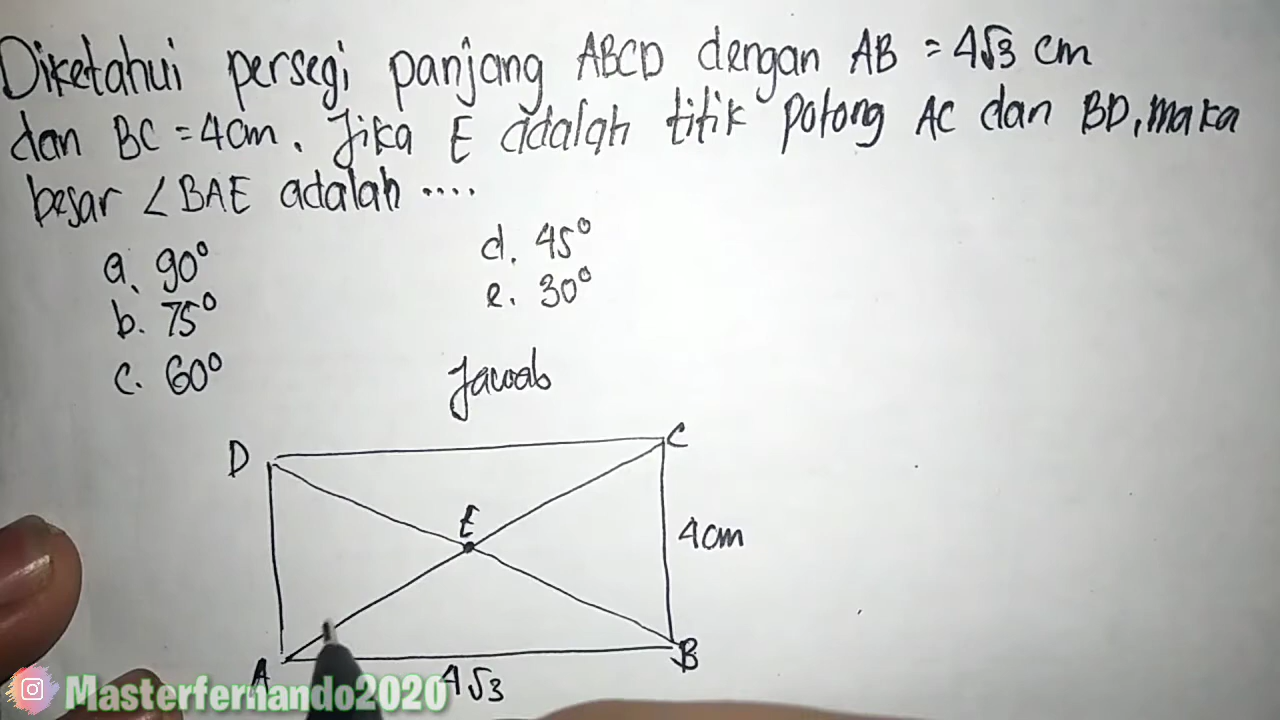 Diketahui persegi panjang ABCD dengan AB = 4√3 cm
dan BC = 4cm. Jika E adalah titik potong AC dan BD, maka
besar ∠BAE adalah ....
a. 90°
b. 75°
c. 60°
d. 45°
e. 30°
Jawab
D
C
E
4cm
A
B
4√3
Masterfernando2020